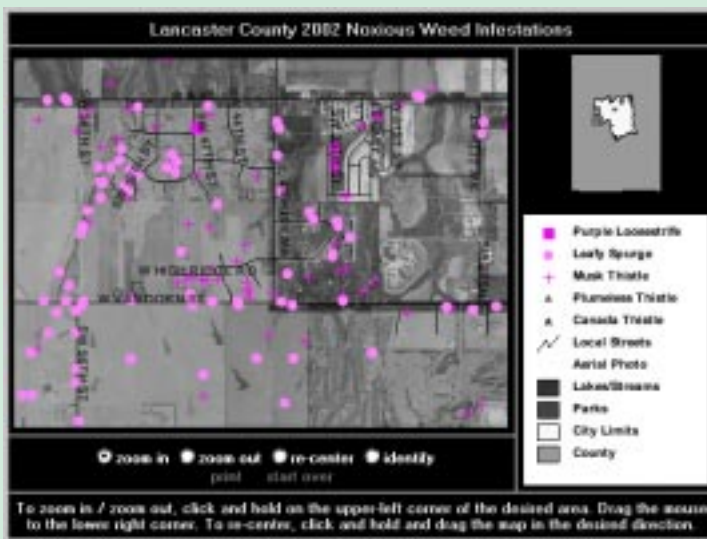 Lancaster County 2002 Noxious Weed Infestations
W VAN DORN ST
Purple Loosestrife
Leafy Spurge
Musk Thistle
Plumeless Thistle
Canada Thistle
Local Streets
Aerial Photo
Lakes/Streams
Parks
City Limits
County
zoom in zoom out re-center identify
print start over
To zoom in / zoom out, click and hold on the upper-left corner of the desired area. Drag the mouse
to the lower right corner. To re-center, click and hold and drag the map in the desired direction.